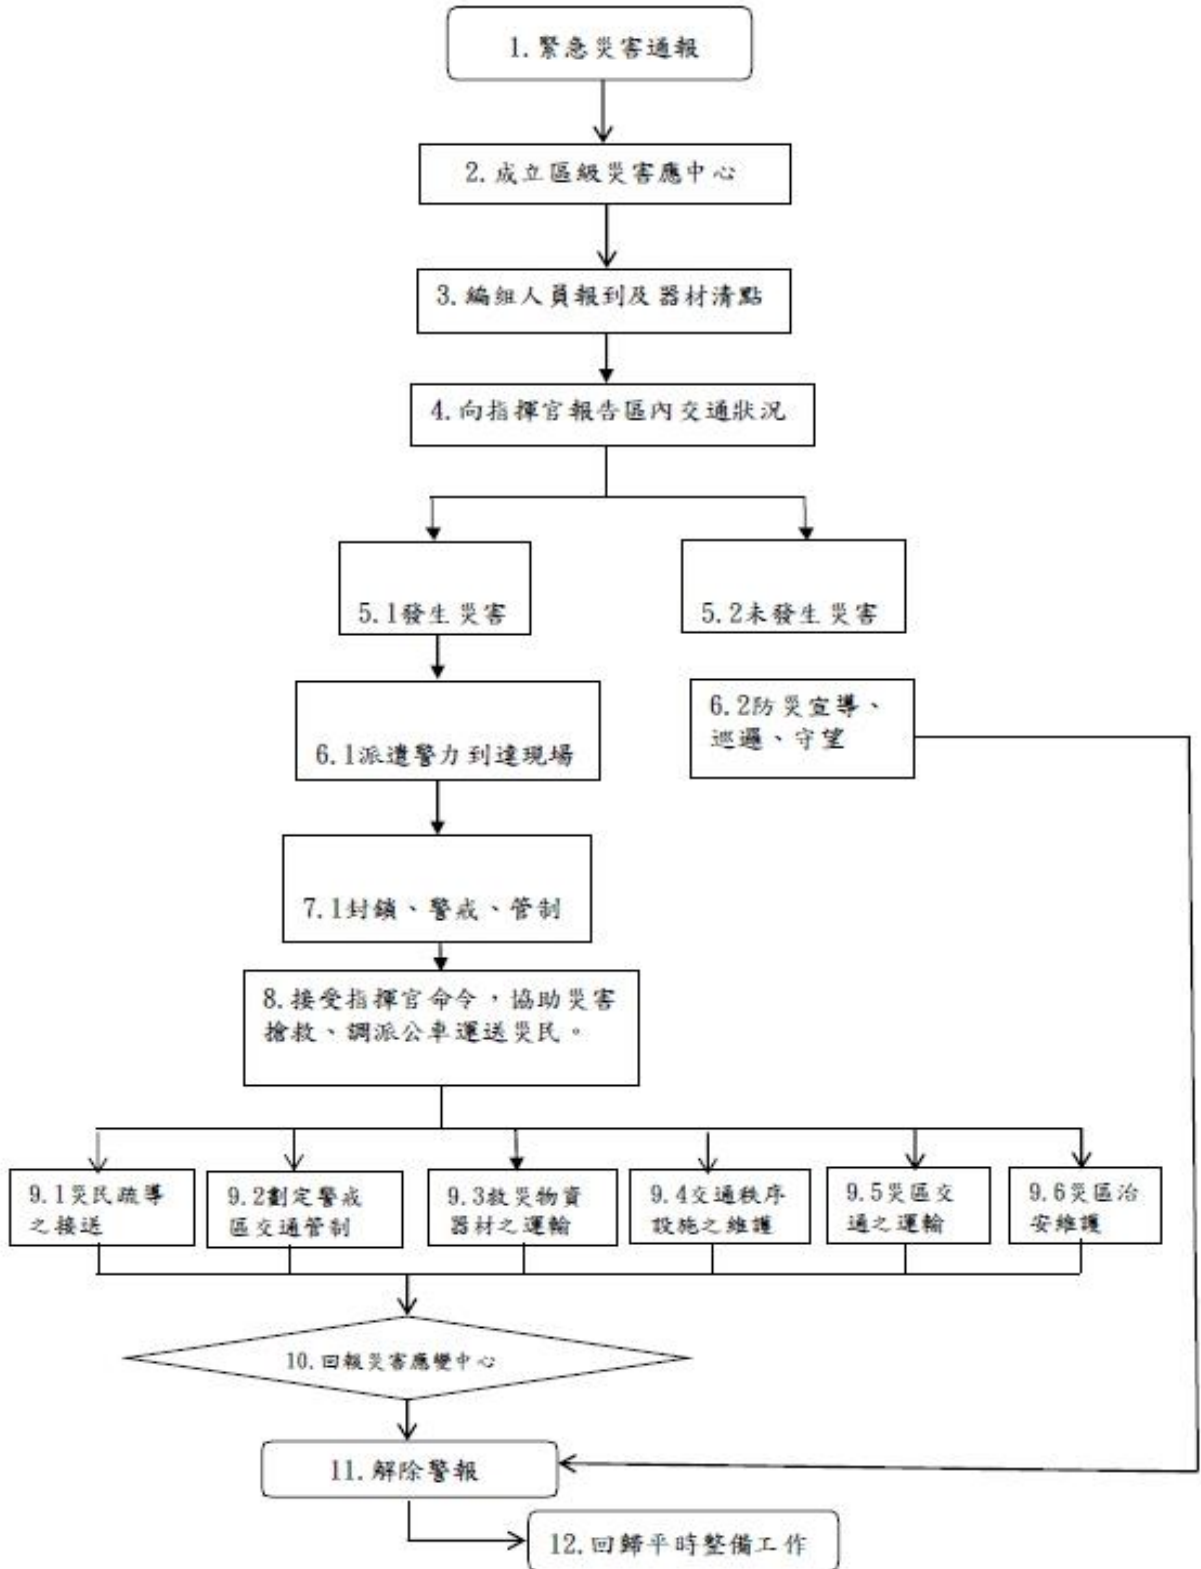 1.緊急災害通報
2.成立區級災害應中心
3.編組人員報到及器材清點
4.向指揮官報告區內交通狀況
5.1發生災害
5.2未發生災害
6.2防災宣導、
巡邏、守望
6.1派遣警力到達現場
7.1封鎖、警戒、管制
8.接受指揮官命令，協助災害
搶救、調派公車運送災民。
9.1災民疏導
之接送
9.2劃定警戒
區交通管制
9.3救災物資
器材之運輸
9.4交通秩序
設施之維護
9.5災區交
通之運輸
9.6災區治
安維護
10.回報災害應變中心
11.解除警報
12.回歸平時整備工作